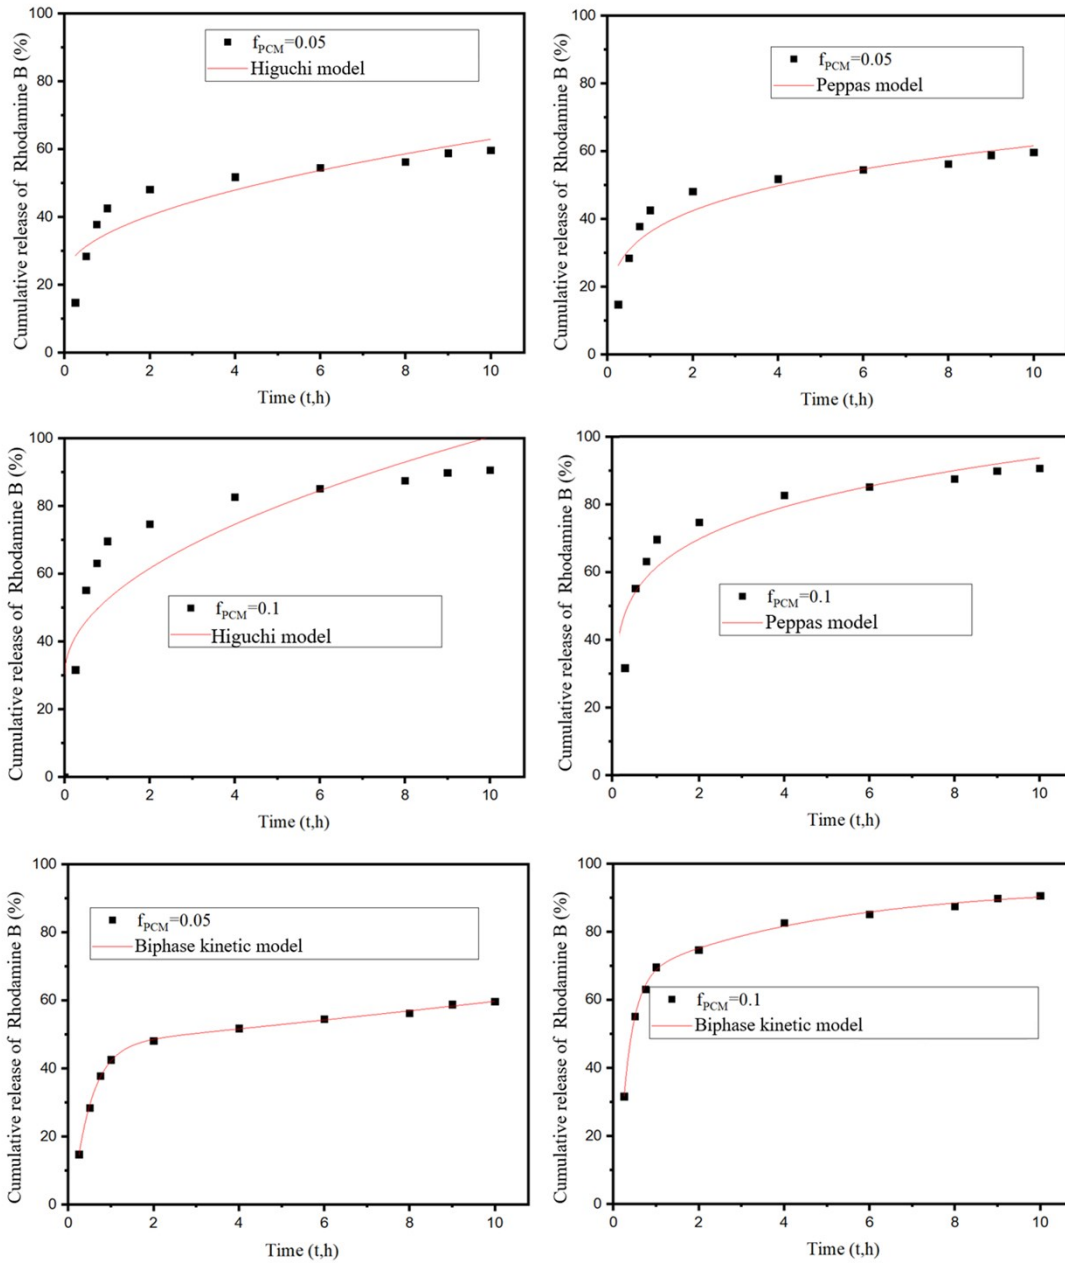 Cumulative release of Rhodamine B (%)
100
80
60
40
20
0
f_PCM=0.05
Higuchi model
0 2 4 6 8 10
Time (t,h)
Cumulative release of Rhodamine B (%)
100
80
60
40
20
0
f_PCM=0.05
Peppas model
0 2 4 6 8 10
Time (t,h)
Cumulative release of Rhodamine B (%)
100
80
60
40
20
0
f_PCM=0.1
Higuchi model
0 2 4 6 8 10
Time (t,h)
Cumulative release of Rhodamine B (%)
100
80
60
40
20
0
f_PCM=0.1
Peppas model
0 2 4 6 8 10
Time (t,h)
Cumulative release of Rhodamine B (%)
100
80
60
40
20
0
f_PCM=0.05
Biphase kinetic model
0 2 4 6 8 10
Time (t,h)
Cumulative release of Rhodamine B (%)
100
80
60
40
20
0
f_PCM=0.1
Biphase kinetic model
0 2 4 6 8 10
Time (t,h)